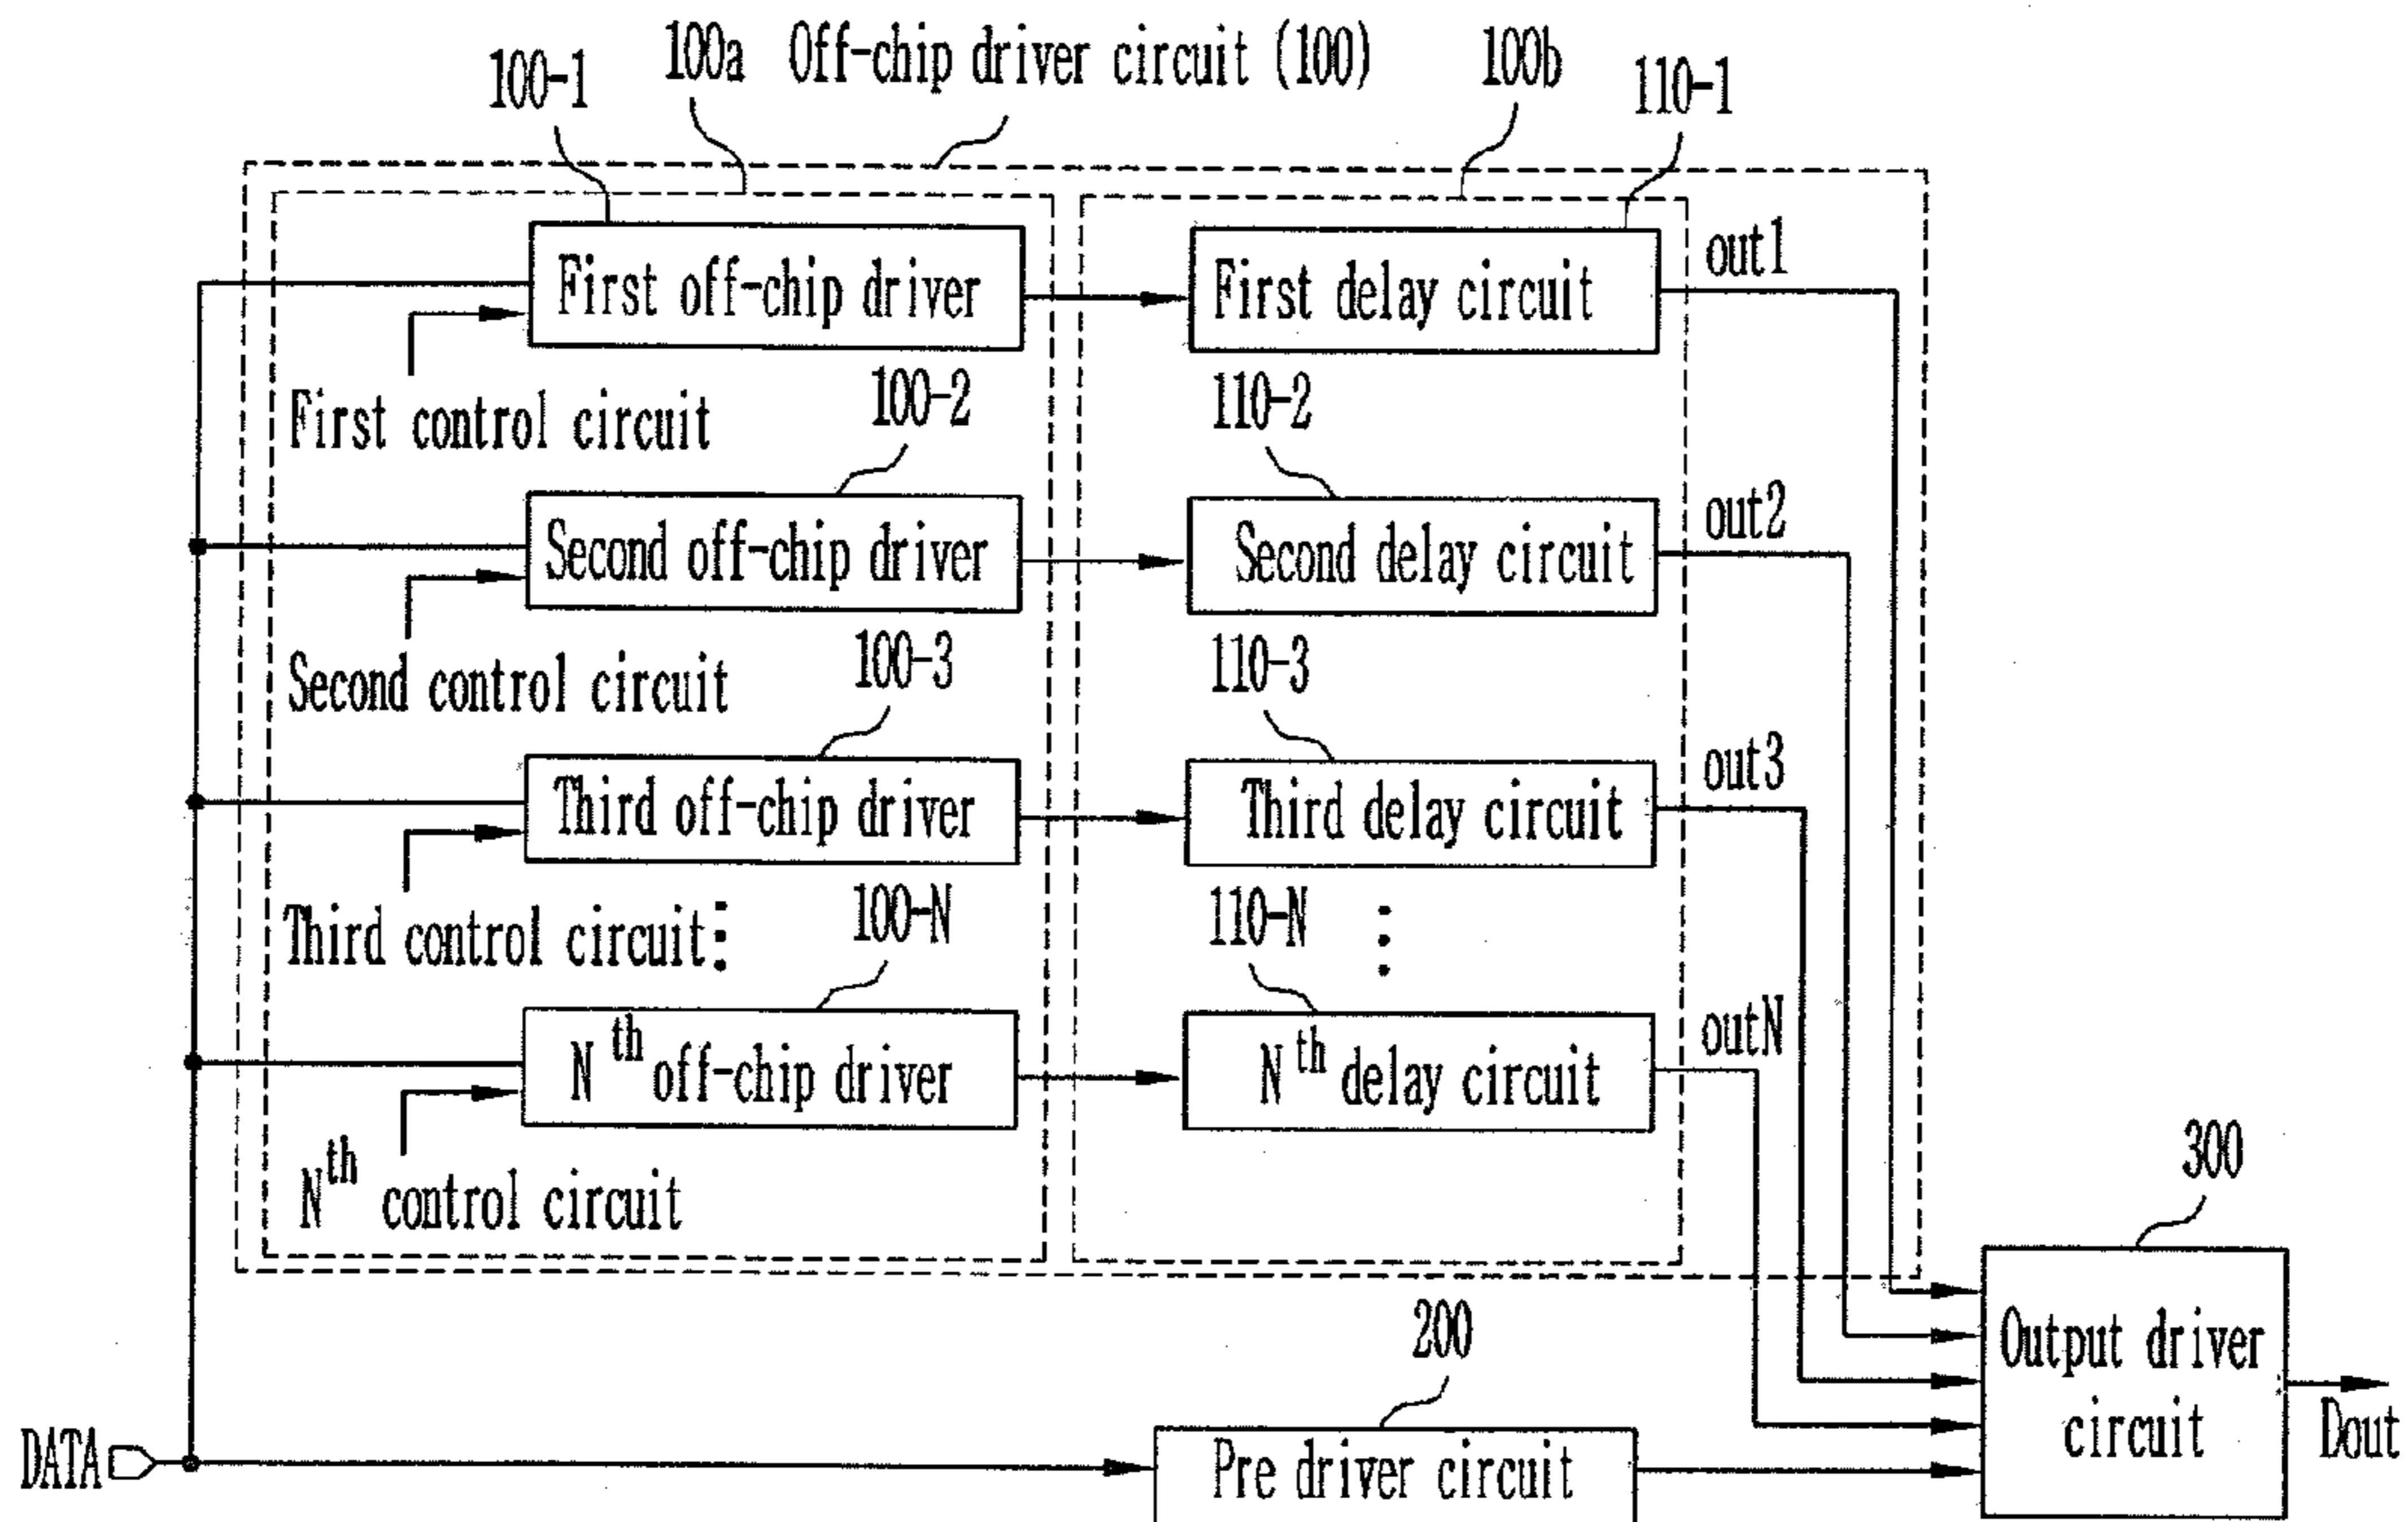 100-1
100a
Off-chip driver circuit (100)
100b
110-1
First off-chip driver
First delay circuit
out1
First control circuit
100-2
110-2
Second off-chip driver
Second delay circuit
out2
Second control circuit
100-3
110-3
Third off-chip driver
Third delay circuit
out3
Third control circuit
100-N
110-N
Nth off-chip driver
Nth delay circuit
outN
Nth control circuit
300
Output driver
circuit
Dout
200
Pre driver circuit
DATA